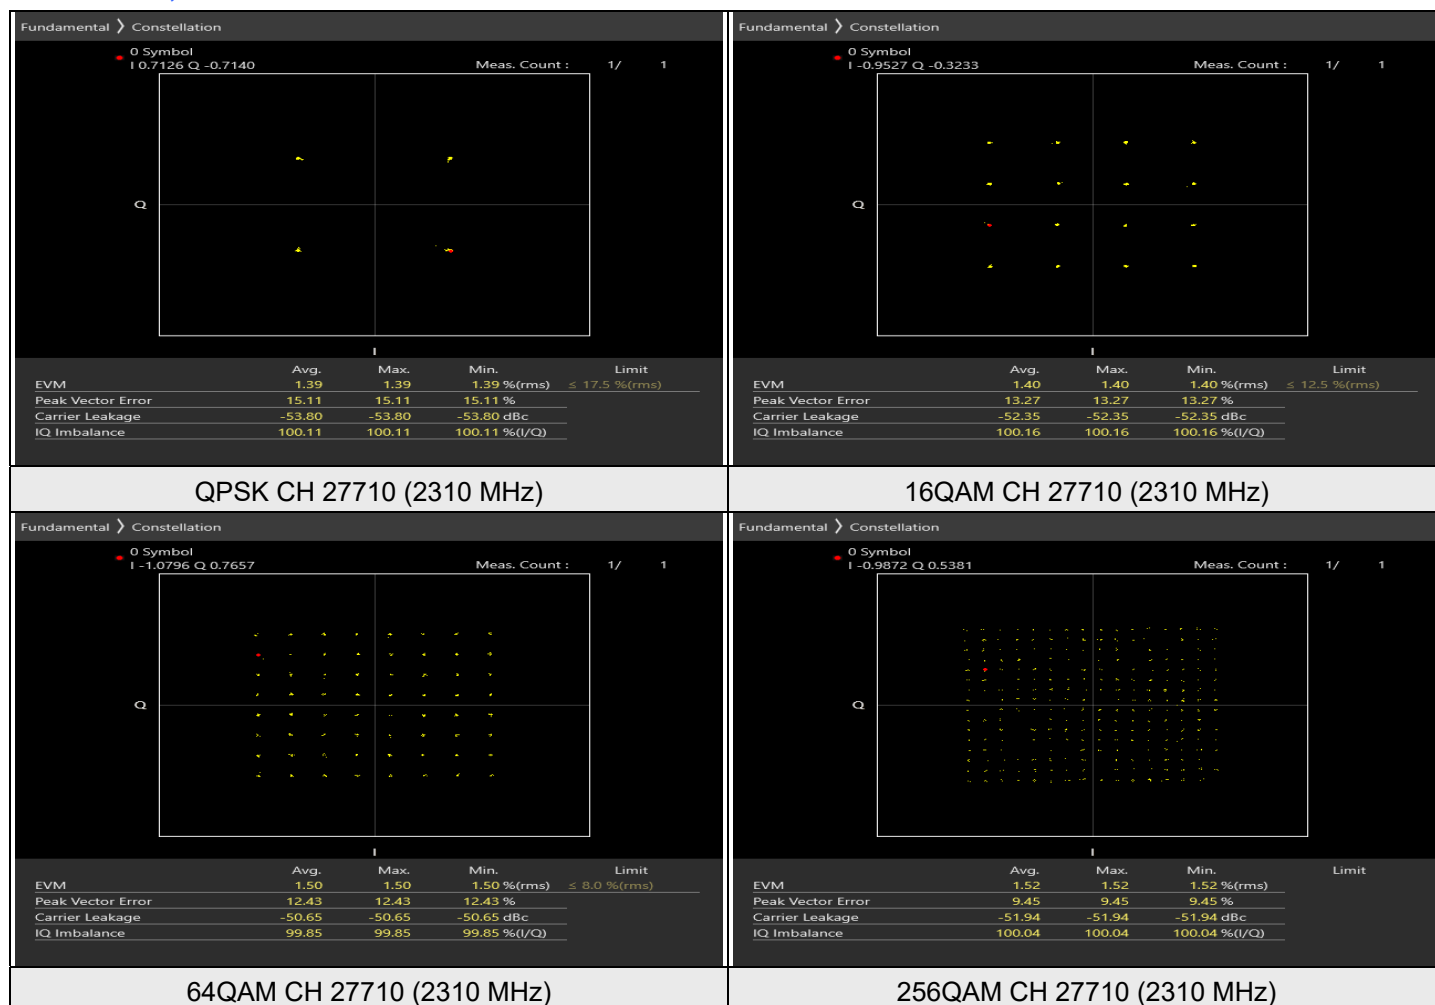 Fundamental ❯ Constellation
0 Symbol
I 0.7126 Q -0.7140 Meas. Count : 1/ 1
Q
I
Avg. Max. Min. Limit
EVM 1.39 1.39 1.39 %(rms) ≤ 17.5 %(rms)
Peak Vector Error 15.11 15.11 15.11 %
Carrier Leakage -53.80 -53.80 -53.80 dBc
IQ Imbalance 100.11 100.11 100.11 %(I/Q)
QPSK CH 27710 (2310 MHz)
Fundamental ❯ Constellation
0 Symbol
I -0.9527 Q -0.3233 Meas. Count : 1/ 1
Q
I
Avg. Max. Min. Limit
EVM 1.40 1.40 1.40 %(rms) ≤ 12.5 %(rms)
Peak Vector Error 13.27 13.27 13.27 %
Carrier Leakage -52.35 -52.35 -52.35 dBc
IQ Imbalance 100.16 100.16 100.16 %(I/Q)
16QAM CH 27710 (2310 MHz)
Fundamental ❯ Constellation
0 Symbol
I -1.0796 Q 0.7657 Meas. Count : 1/ 1
Q
I
Avg. Max. Min. Limit
EVM 1.50 1.50 1.50 %(rms) ≤ 8.0 %(rms)
Peak Vector Error 12.43 12.43 12.43 %
Carrier Leakage -50.65 -50.65 -50.65 dBc
IQ Imbalance 99.85 99.85 99.85 %(I/Q)
64QAM CH 27710 (2310 MHz)
Fundamental ❯ Constellation
0 Symbol
I -0.9872 Q 0.5381 Meas. Count : 1/ 1
Q
I
Avg. Max. Min. Limit
EVM 1.52 1.52 1.52 %(rms)
Peak Vector Error 9.45 9.45 9.45 %
Carrier Leakage -51.94 -51.94 -51.94 dBc
IQ Imbalance 100.04 100.04 100.04 %(I/Q)
256QAM CH 27710 (2310 MHz)